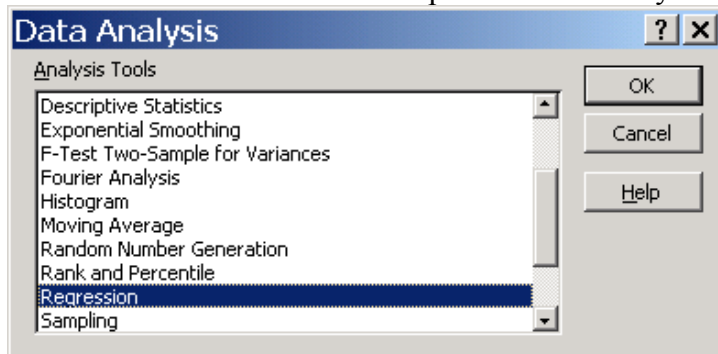 Data Analysis
Analysis Tools
Descriptive Statistics
Exponential Smoothing
F-Test Two-Sample for Variances
Fourier Analysis
Histogram
Moving Average
Random Number Generation
Rank and Percentile
Regression
Sampling
OK
Cancel
Help